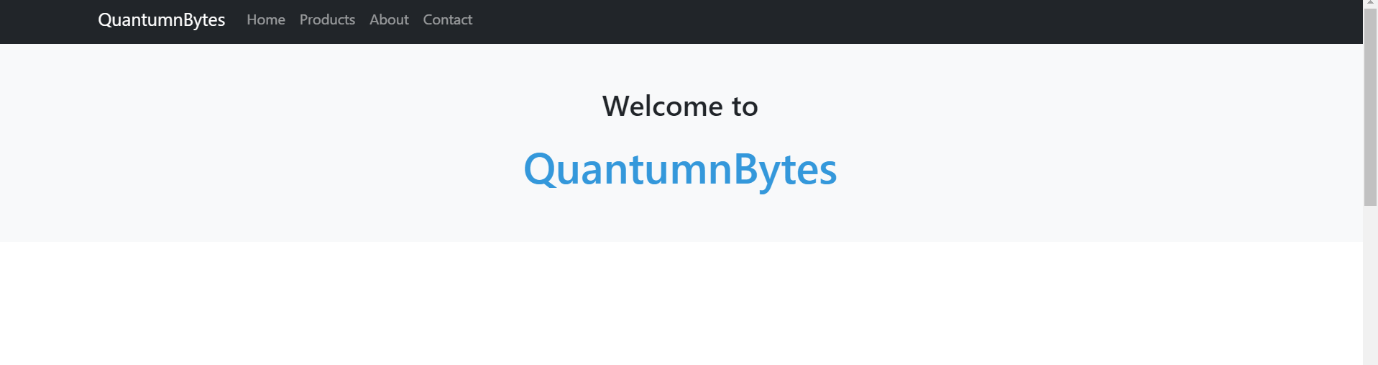 QuantumnBytes Home Products About Contact
Welcome to
QuantumnBytes